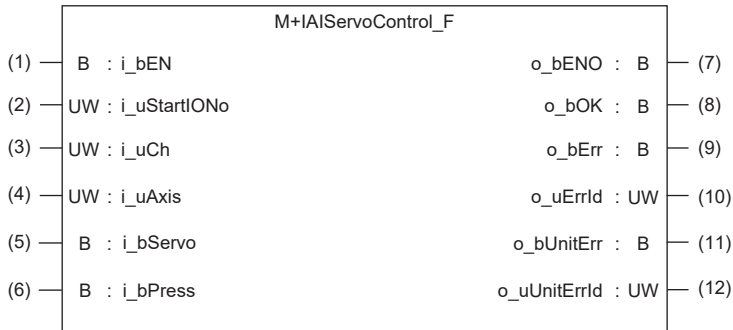 M+IAIServoControl_F
(1) B : i_bEN o_bENO : B (7)
(2) UW : i_uStartIONo o_bOK : B (8)
(3) UW : i_uCh o_bErr : B (9)
(4) UW : i_uAxis o_uErrId : UW (10)
(5) B : i_bServo o_bUnitErr : B (11)
(6) B : i_bPress o_uUnitErrId : UW (12)